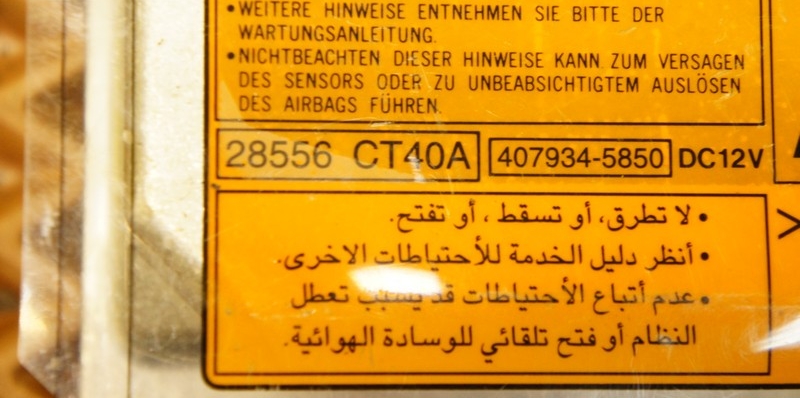 •WEITERE HINWEISE ENTNEHMEN SIE BITTE DER
WARTUNGSANLEITUNG.
•NICHTBEACHTEN DIESER HINWEISE KANN ZUM VERSAGEN
DES SENSORS ODER ZU UNBEABSICHTIGTEM AUSLÖSEN
DES AIRBAGS FÜHREN.
28556 CT40A 407934-5850 DC12V
• لا تطرق، أو تسقط ، أو تفتح.
• أنظر دليل الخدمة للأحتياطات الاخرى.
• عدم أتباع الأحتياطات قد يسبب تعطل
النظام أو فتح تلقائي للوسادة الهوائية.